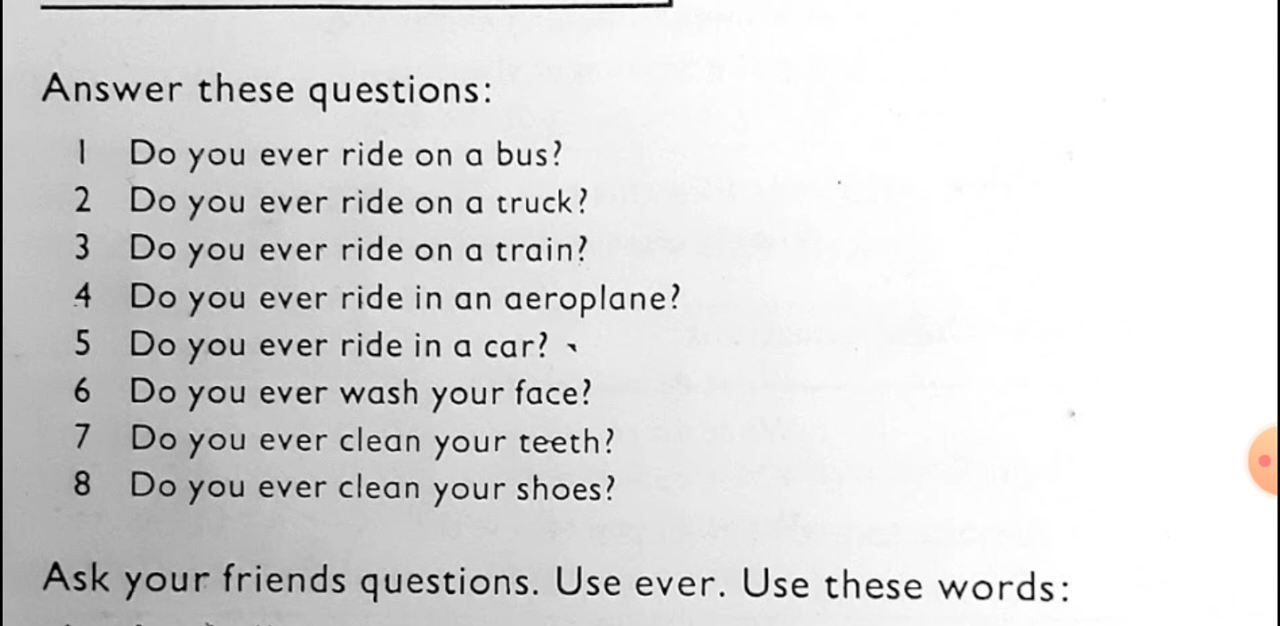 Answer these questions:
1 Do you ever ride on a bus?
2 Do you ever ride on a truck?
3 Do you ever ride on a train?
4 Do you ever ride in an aeroplane?
5 Do you ever ride in a car?
6 Do you ever wash your face?
7 Do you ever clean your teeth?
8 Do you ever clean your shoes?
Ask your friends questions. Use ever. Use these words: